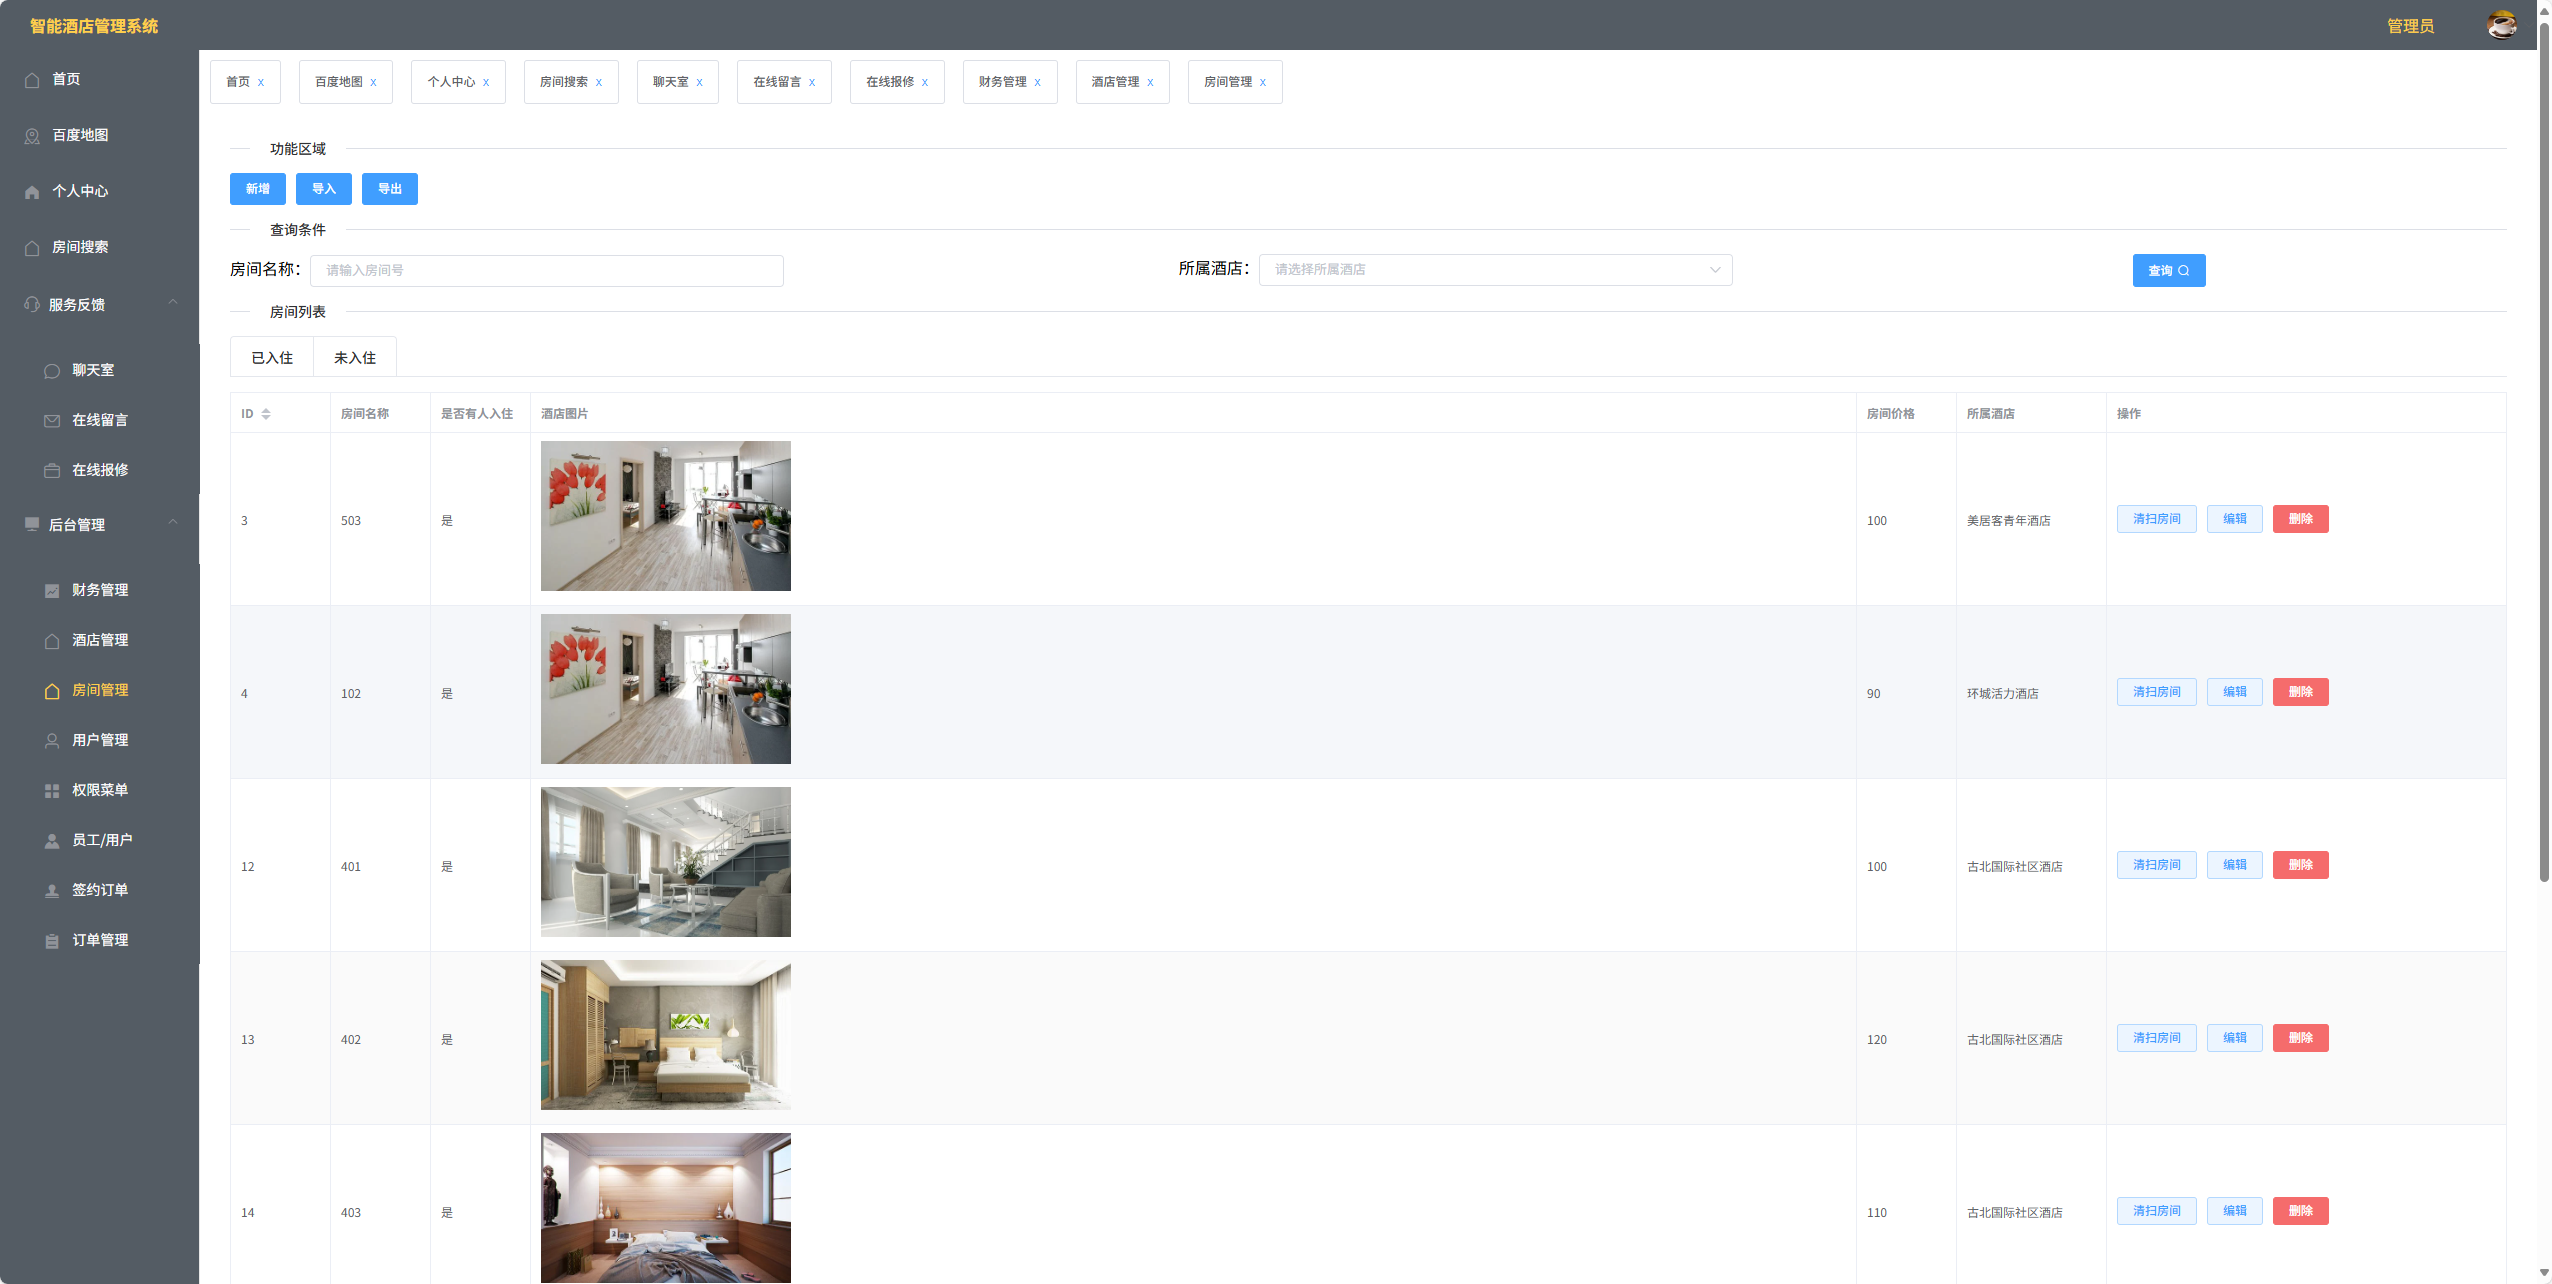 智能酒店管理系统
管理员
首页
百度地图
个人中心
房间搜索
服务反馈
聊天室
在线留言
在线报修
后台管理
财务管理
酒店管理
房间管理
用户管理
权限菜单
员工/用户
签约订单
订单管理
首页 x 百度地图 x 个人中心 x 房间搜索 x 聊天室 x 在线留言 x 在线报修 x 财务管理 x 酒店管理 x 房间管理 x
功能区域
新增 导入 导出
查询条件
房间名称： 请输入房间号 所属酒店： 请选择所属酒店 查询
房间列表
已入住 未入住
ID 房间名称 是否有人入住 酒店图片 房间价格 所属酒店 操作
3 503 是 100 美居客青年酒店 清扫房间 编辑 删除
4 102 是 90 环城活力酒店 清扫房间 编辑 删除
12 401 是 100 古北国际社区酒店 清扫房间 编辑 删除
13 402 是 120 古北国际社区酒店 清扫房间 编辑 删除
14 403 是 110 古北国际社区酒店 清扫房间 编辑 删除